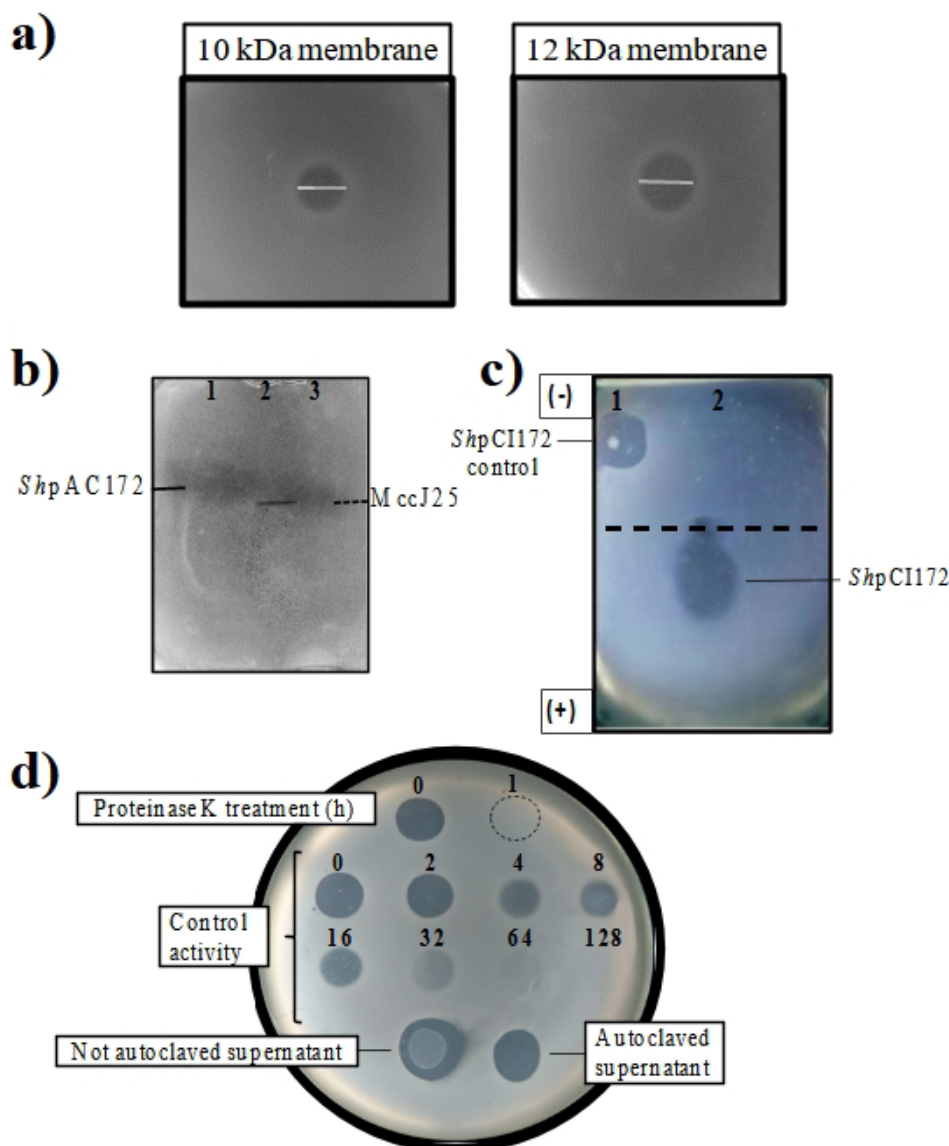 a)
10 kDa membrane
12 kDa membrane
b)
1 2 3
ShpAC172
MccJ25
c)
(-)
1 2
ShpCI172
control
ShpCI172
(+)
d)
Proteinase K treatment (h)
0 1
0 2 4 8
Control
activity
16 32 64 128
Not autoclaved supernatant
Autoclaved
supernatant